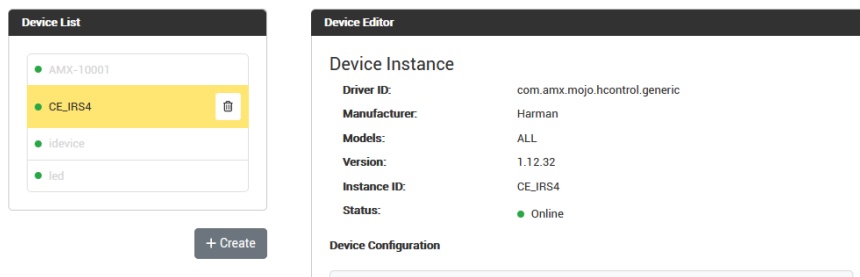 Device List
AMX-10001
CE_IRS4
idevice
led
+ Create
Device Editor
Device Instance
Driver ID: com.amx.mojo.hcontrol.generic
Manufacturer: Harman
Models: ALL
Version: 1.12.32
Instance ID: CE_IRS4
Status: Online
Device Configuration